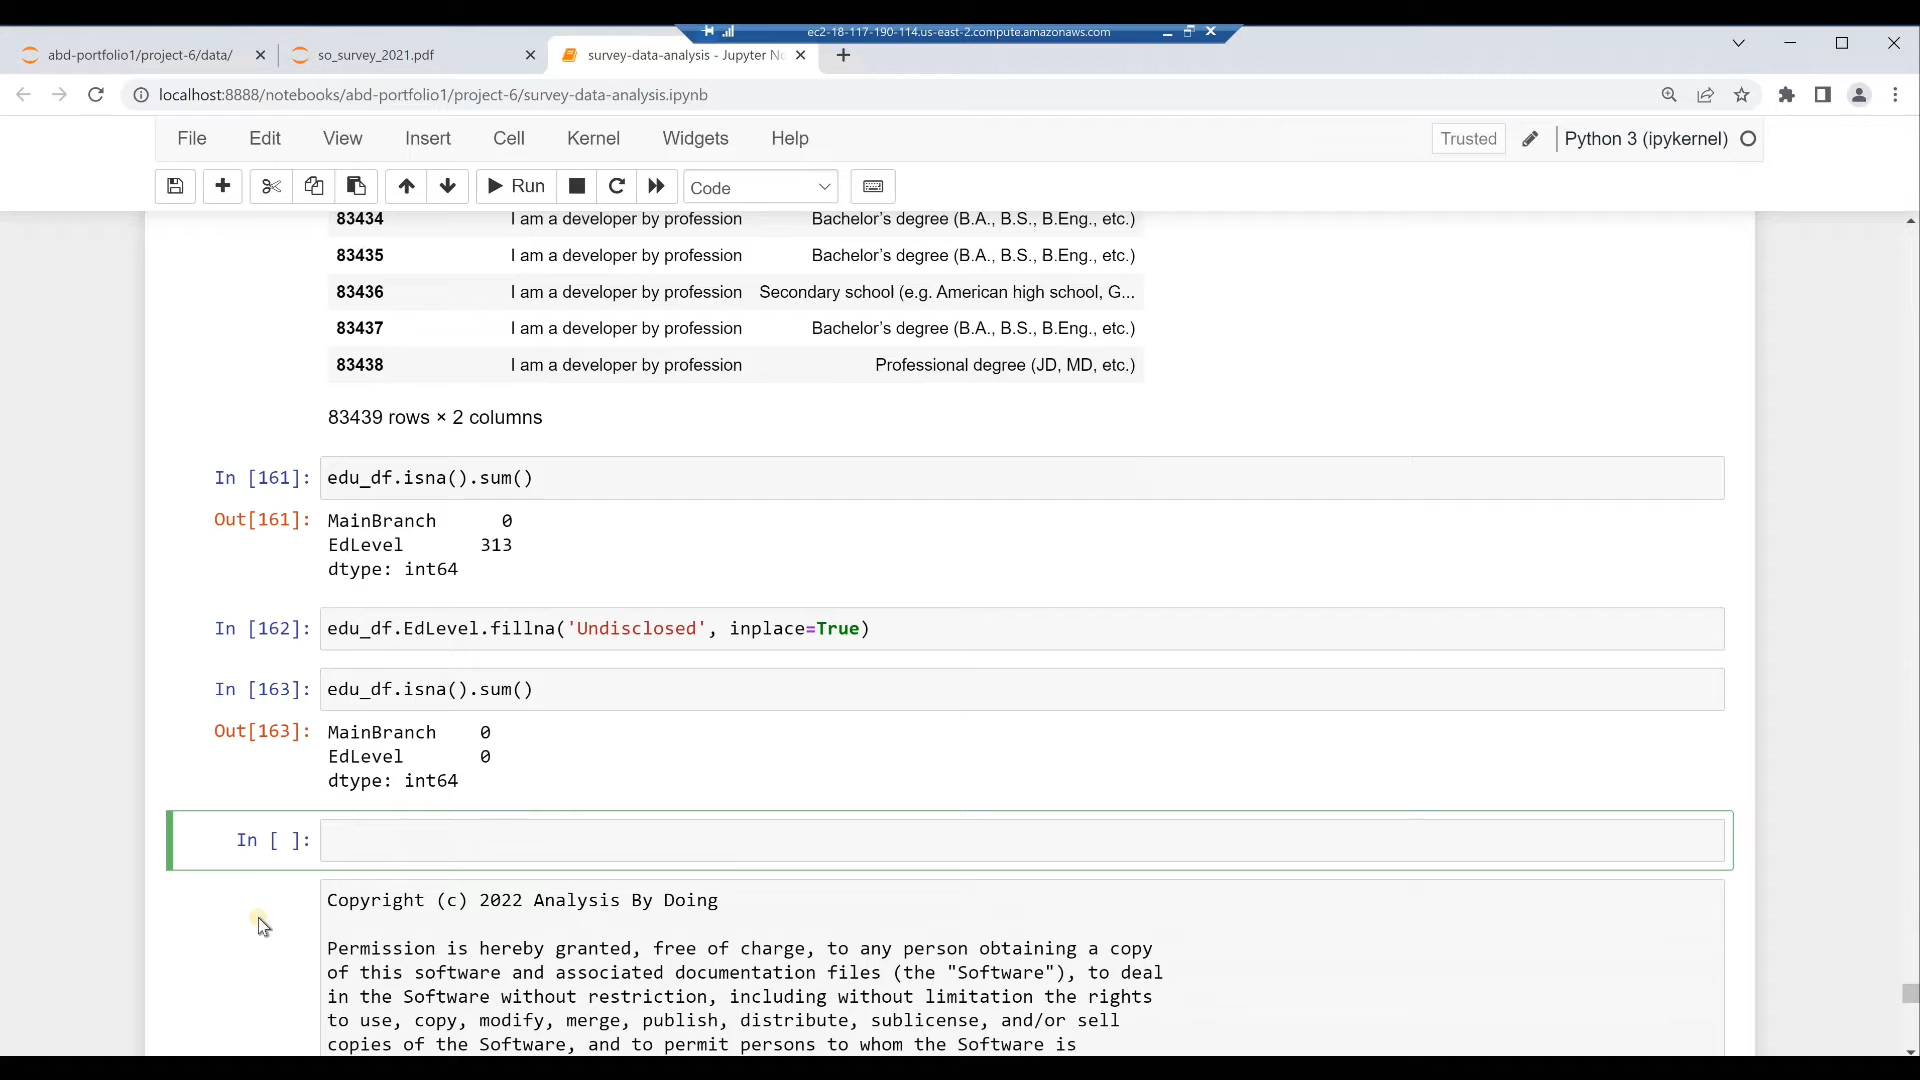 ec2-18-117-190-114.us-east-2.compute.amazonaws.com
abd-portfolio1/project-6/data/
so_survey_2021.pdf
survey-data-analysis - Jupyter No
localhost:8888/notebooks/abd-portfolio1/project-6/survey-data-analysis.ipynb
File Edit View Insert Cell Kernel Widgets Help Trusted Python 3 (ipykernel)
Run Code
83434 I am a developer by profession Bachelor’s degree (B.A., B.S., B.Eng., etc.)
83435 I am a developer by profession Bachelor’s degree (B.A., B.S., B.Eng., etc.)
83436 I am a developer by profession Secondary school (e.g. American high school, G...
83437 I am a developer by profession Bachelor’s degree (B.A., B.S., B.Eng., etc.)
83438 I am a developer by profession Professional degree (JD, MD, etc.)
83439 rows × 2 columns
In [161]: edu_df.isna().sum()
Out[161]: MainBranch 0
EdLevel 313
dtype: int64
In [162]: edu_df.EdLevel.fillna('Undisclosed', inplace=True)
In [163]: edu_df.isna().sum()
Out[163]: MainBranch 0
EdLevel 0
dtype: int64
In [ ]:
Copyright (c) 2022 Analysis By Doing
Permission is hereby granted, free of charge, to any person obtaining a copy
of this software and associated documentation files (the "Software"), to deal
in the Software without restriction, including without limitation the rights
to use, copy, modify, merge, publish, distribute, sublicense, and/or sell
copies of the Software, and to permit persons to whom the Software is